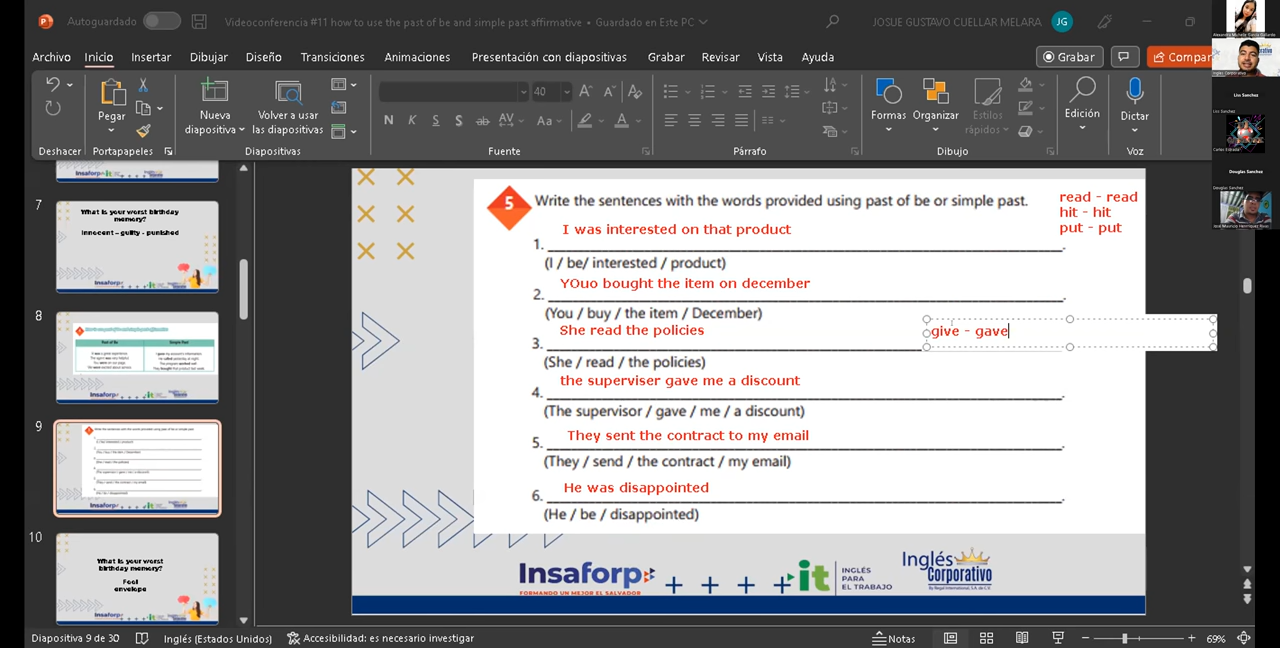 Autoguardado
Videoconferencia #11 how to use the past of be and simple past affirmative • Guardado en Este PC
JOSUE GUSTAVO CUELLAR MELARA
JG
Archivo
Inicio
Insertar
Dibujar
Diseño
Transiciones
Animaciones
Presentación con diapositivas
Grabar
Revisar
Vista
Ayuda
Grabar
Compar
Pegar
Nueva
diapositiva
Volver a usar
las diapositivas
40
N K S S ab AV Aa A
Formas
Organizar
Estilos
rápidos
Edición
Dictar
Deshacer
Portapapeles
Diapositivas
Fuente
Párrafo
Dibujo
Voz
Liss Sanchez
Douglas Sanchez
7
What is your worst
birthday
memory?
Innocent – guilty - punished
8
9
10
What is your worst
birthday memory?
Fool
envelope
5
Write the sentences with the words provided using past of be or simple past.
read - read
hit - hit
put - put
I was interested on that product
1.
(I / be/ interested / product)
YOuo bought the item on december
2.
(You / buy / the item / December)
She read the policies
give - gave
3.
(She / read / the policies)
the superviser gave me a discount
4.
(The supervisor / gave / me / a discount)
They sent the contract to my email
5.
(They / send / the contract / my email)
He was disappointed
6.
(He / be / disappointed)
Insaforp
FORMANDO UN MEJOR EL SALVADOR
it
INGLÉS
PARA
EL TRABAJO
Inglés
Corporativo
Diapositiva 9 de 30
Inglés (Estados Unidos)
Accesibilidad: es necesario investigar
Notas
69%